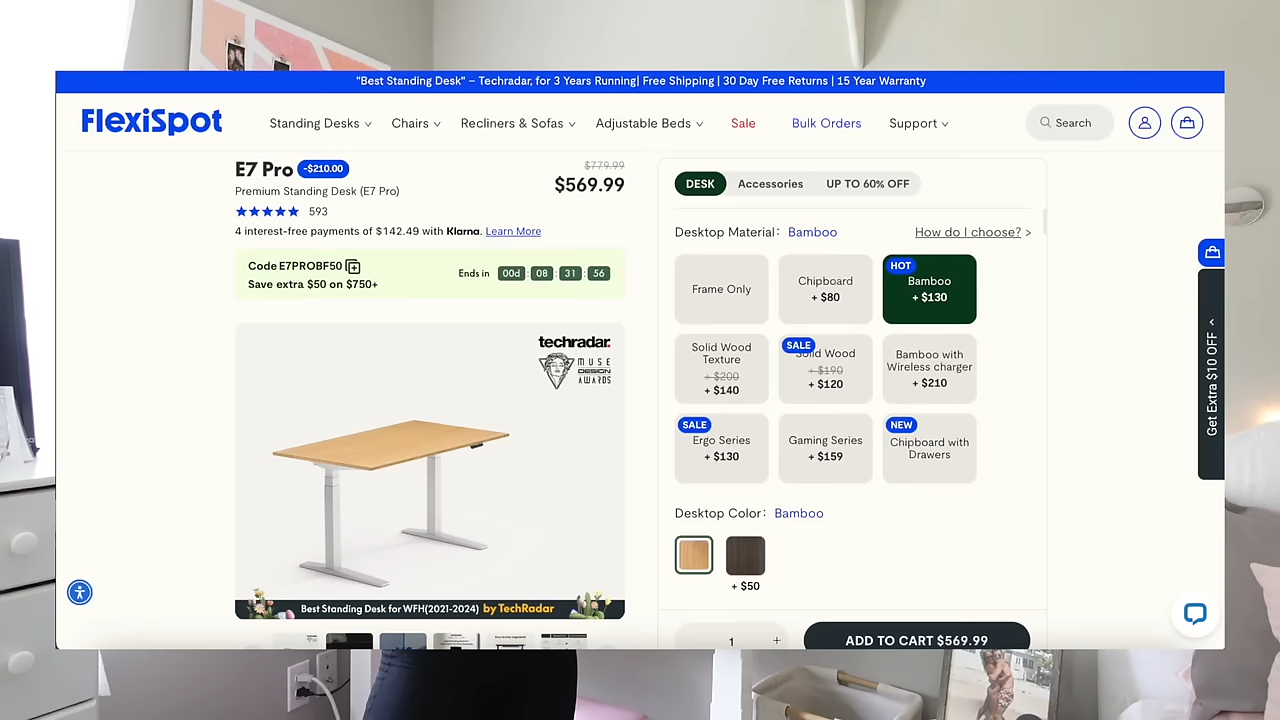 "Best Standing Desk" – Techradar, for 3 Years Running| Free Shipping | 30 Day Free Returns | 15 Year Warranty
FlexiSpot
Standing Desks
Chairs
Recliners & Sofas
Adjustable Beds
Sale
Bulk Orders
Support
Search
E7 Pro
-$210.00
$779.99
$569.99
Premium Standing Desk (E7 Pro)
593
4 interest-free payments of $142.49 with Klarna. Learn More
Code E7PROBF50
Save extra $50 on $750+
Ends in 00d : 08 : 31 : 56
techradar.
MUSE
DESIGN
AWARDS
Best Standing Desk for WFH(2021-2024) by TechRadar
DESK
Accessories
UP TO 60% OFF
Desktop Material: Bamboo
How do I choose? >
Frame Only
Chipboard
+ $80
HOT
Bamboo
+ $130
Solid Wood
Texture
+ $200
+ $140
SALE
Solid Wood
+ $190
+ $120
Bamboo with
Wireless charger
+ $210
SALE
Ergo Series
+ $130
Gaming Series
+ $159
NEW
Chipboard with
Drawers
Desktop Color: Bamboo
+ $50
1 +
ADD TO CART $569.99
Get Extra $10 OFF